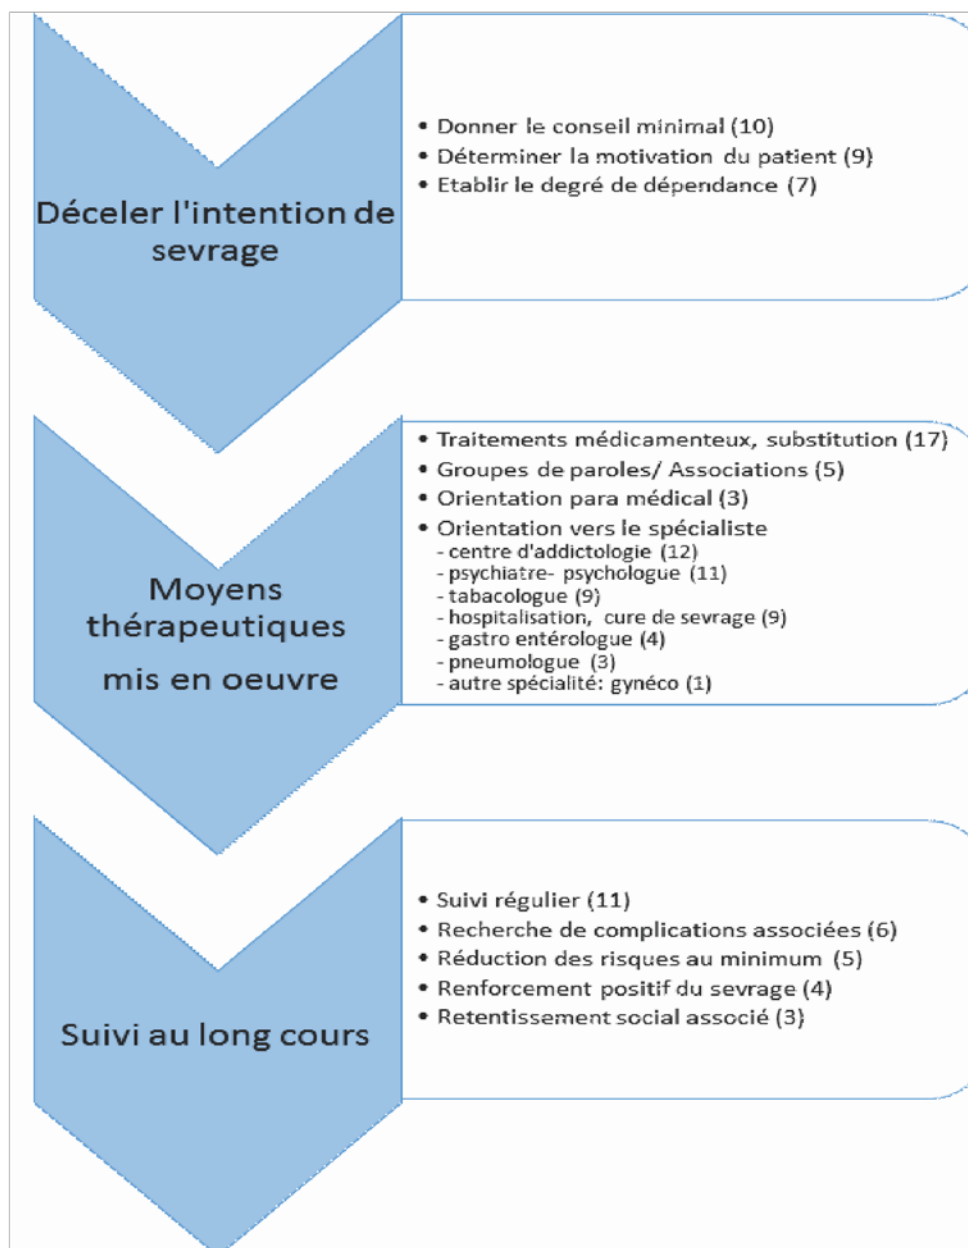 Déceler l'intention de
sevrage
• Donner le conseil minimal (10)
• Déterminer la motivation du patient (9)
• Etablir le degré de dépendance (7)
Moyens
thérapeutiques
mis en oeuvre
• Traitements médicamenteux, substitution (17)
• Groupes de paroles/ Associations (5)
• Orientation para médical (3)
• Orientation vers le spécialiste
- centre d'addictologie (12)
- psychiatre- psychologue (11)
- tabacologue (9)
- hospitalisation, cure de sevrage (9)
- gastro entérologue (4)
- pneumologue (3)
- autre spécialité: gynéco (1)
Suivi au long cours
• Suivi régulier (11)
• Recherche de complications associées (6)
• Réduction des risques au minimum (5)
• Renforcement positif du sevrage (4)
• Retentissement social associé (3)